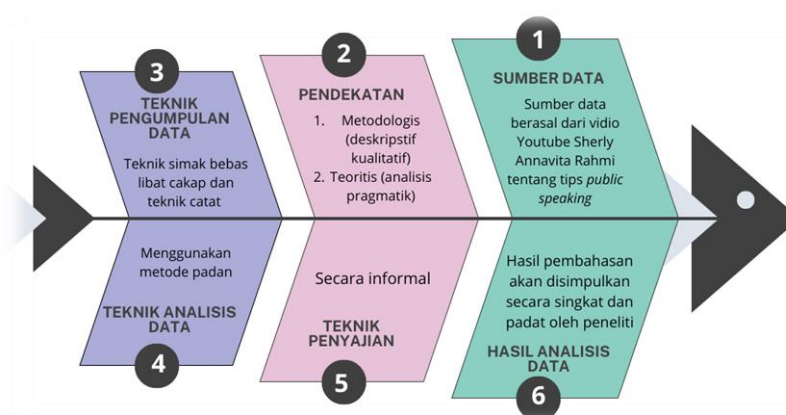 1
SUMBER DATA
Sumber data
berasal dari vidio
Youtube Sherly
Annavita Rahmi
tentang tips public
speaking
2
PENDEKATAN
1. Metodologis
(deskripstif
kualitatif)
2. Teoritis (analisis
pragmatik)
3
TEKNIK
PENGUMPULAN
DATA
Teknik simak bebas
libat cakap dan
teknik catat
Menggunakan
metode padan
TEKNIK ANALISIS
DATA
4
Secara informal
TEKNIK
PENYAJIAN
5
Hasil pembahasan
akan disimpulkan
secara singkat dan
padat oleh peneliti
HASIL ANALISIS
DATA
6